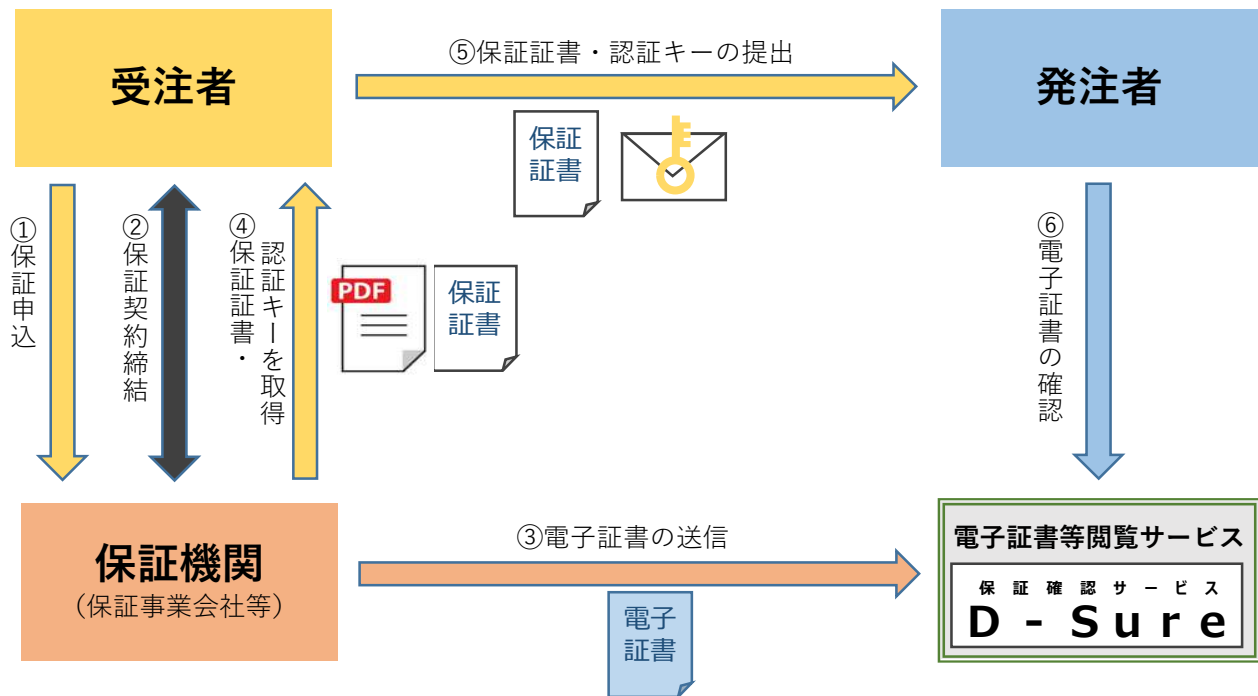 受注者
⑤保証証書・認証キーの提出
発注者
保証
証書
①保証申込
②保証契約締結
④保証証書・
認証キーを取得
PDF
保証
証書
⑥電子証書の確認
保証機関
(保証事業会社等)
③電子証書の送信
電子
証書
電子証書等閲覧サービス
保証確認サービス
D-Sure